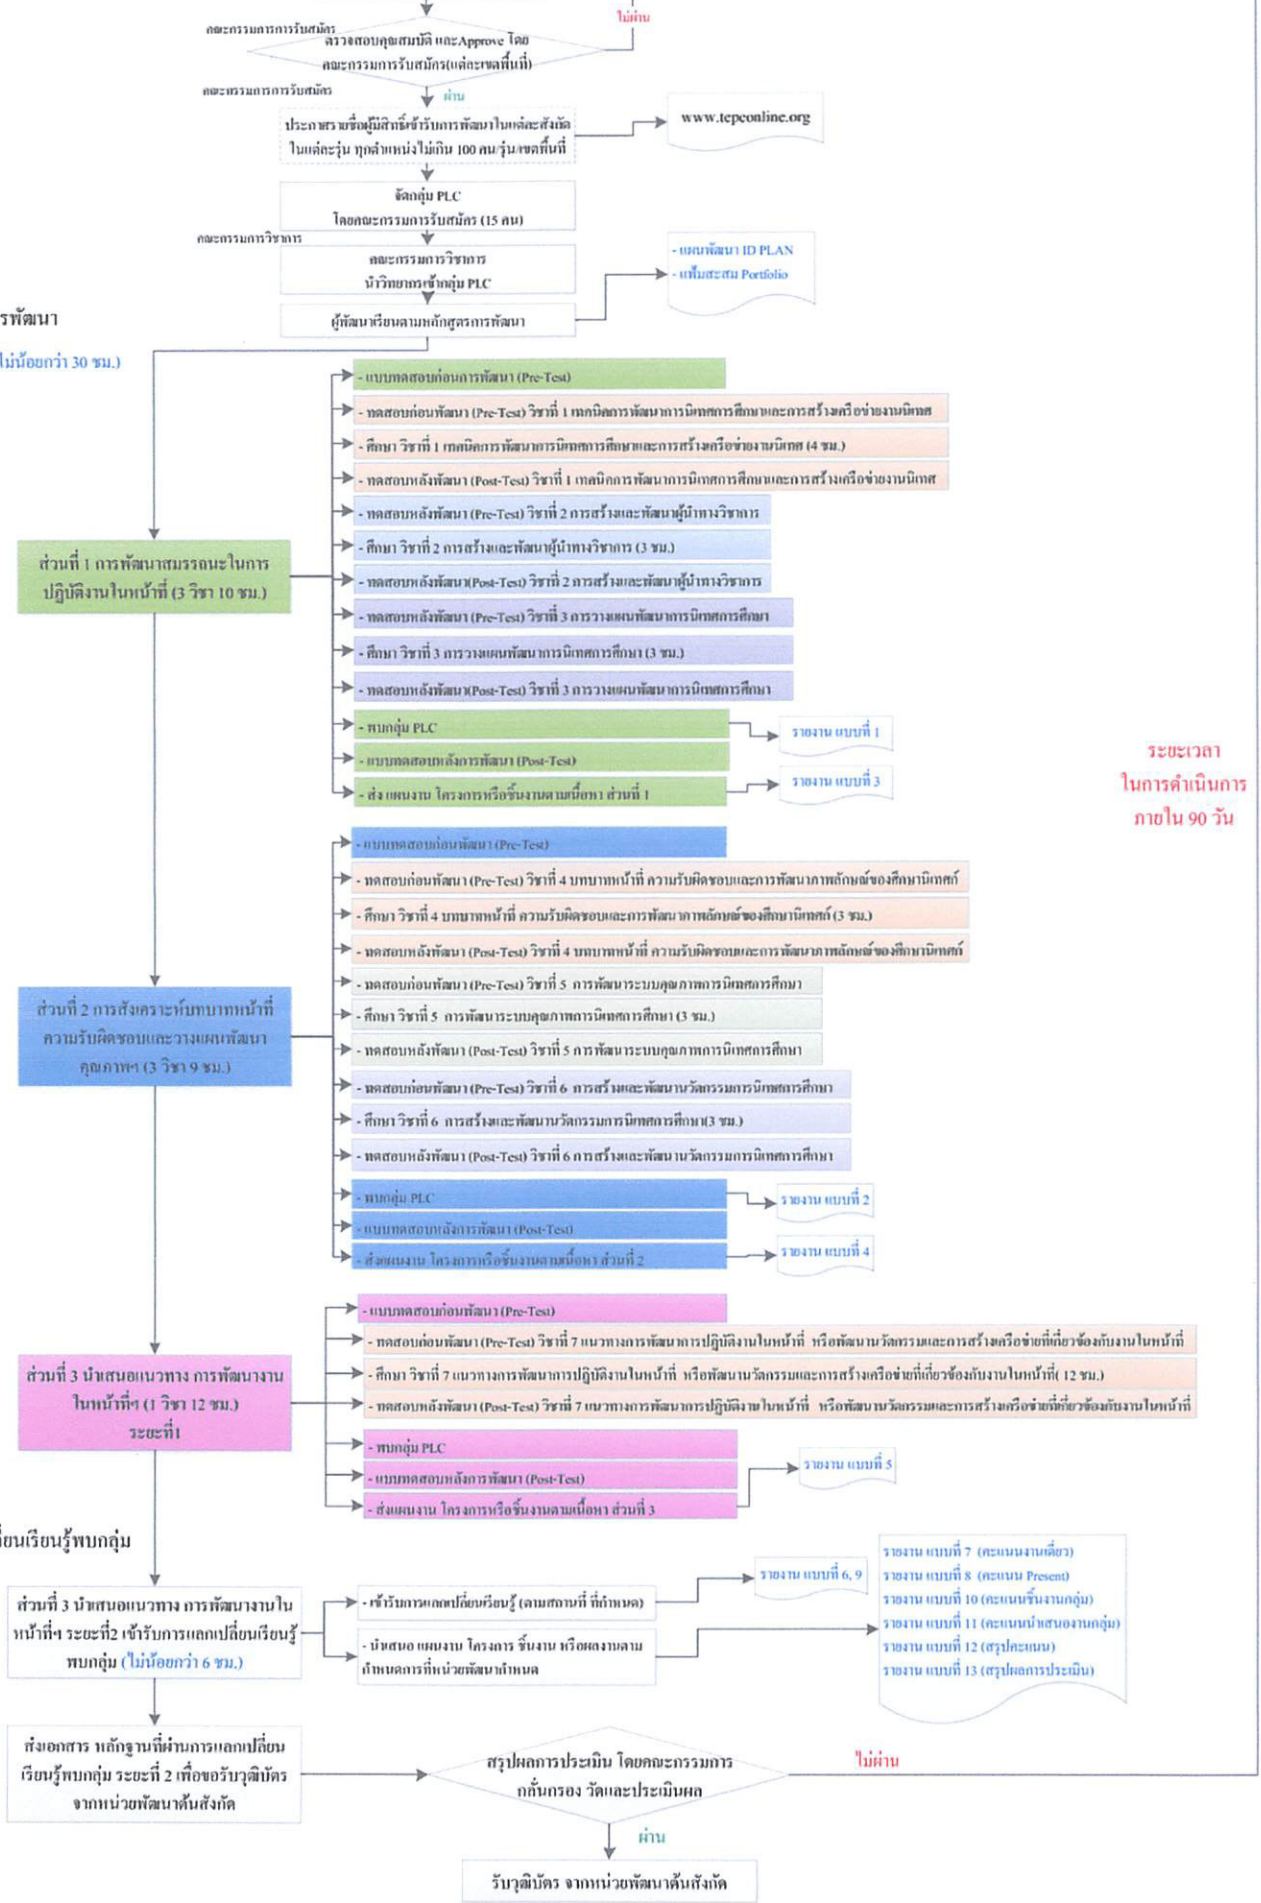 ไม่ผ่าน
คณะกรรมการการรับสมัคร
ตรวจสอบคุณสมบัติ และApprove โดย
คณะกรรมการรับสมัคร(แต่ละเขตพื้นที่)
คณะกรรมการการรับสมัคร
ผ่าน
ประกาศรายชื่อผู้มีสิทธิ์เข้ารับการพัฒนาในแต่ละสังกัด
ในแต่ละรุ่น ทุกตำแหน่งไม่เกิน 100 คน/รุ่น/เขตพื้นที่
www.tepeonline.org
จัดกลุ่ม PLC
โดยคณะกรรมการรับสมัคร (15 คน)
คณะกรรมการวิชาการ
คณะกรรมการวิชาการ
นำวิทยากรเข้ากลุ่ม PLC
- แผนพัฒนา ID PLAN
- แฟ้มสะสม Portfolio
ผู้พัฒนาเรียนตามหลักสูตรการพัฒนา
รพัฒนา
ไม่น้อยกว่า 30 ชม.)
- แบบทดสอบก่อนการพัฒนา (Pre-Test)
- ทดสอบก่อนพัฒนา (Pre-Test) วิชาที่ 1 เทคนิคการพัฒนาการนิเทศการศึกษาและการสร้างเครือข่ายงานนิเทศ
- ศึกษา วิชาที่ 1 เทคนิคการพัฒนาการนิเทศการศึกษาและการสร้างเครือข่ายงานนิเทศ (4 ชม.)
- ทดสอบหลังพัฒนา (Post-Test) วิชาที่ 1 เทคนิคการพัฒนาการนิเทศการศึกษาและการสร้างเครือข่ายงานนิเทศ
- ทดสอบหลังพัฒนา (Pre-Test) วิชาที่ 2 การสร้างและพัฒนาผู้นำทางวิชาการ
- ศึกษา วิชาที่ 2 การสร้างและพัฒนาผู้นำทางวิชาการ (3 ชม.)
- ทดสอบหลังพัฒนา(Post-Test) วิชาที่ 2 การสร้างและพัฒนาผู้นำทางวิชาการ
- ทดสอบหลังพัฒนา (Pre-Test) วิชาที่ 3 การวางแผนพัฒนาการนิเทศการศึกษา
- ศึกษา วิชาที่ 3 การวางแผนพัฒนาการนิเทศการศึกษา (3 ชม.)
- ทดสอบหลังพัฒนา(Post-Test) วิชาที่ 3 การวางแผนพัฒนาการนิเทศการศึกษา
- พบกลุ่ม PLC
- แบบทดสอบหลังการพัฒนา (Post-Test)
- ส่ง แผนงาน โครงการหรือชิ้นงานตามเนื้อหา ส่วนที่ 1
ส่วนที่ 1 การพัฒนาสมรรถนะในการ
ปฏิบัติงานในหน้าที่ (3 วิชา 10 ชม.)
รายงาน แบบที่ 1
รายงาน แบบที่ 3
ระยะเวลา
ในการดำเนินการ
ภายใน 90 วัน
- แบบทดสอบก่อนพัฒนา (Pre-Test)
- ทดสอบก่อนพัฒนา (Pre-Test) วิชาที่ 4 บทบาทหน้าที่ ความรับผิดชอบและการพัฒนาภาพลักษณ์ของศึกษานิเทศก์
- ศึกษา วิชาที่ 4 บทบาทหน้าที่ ความรับผิดชอบและการพัฒนาภาพลักษณ์ของศึกษานิเทศก์ (3 ชม.)
- ทดสอบหลังพัฒนา (Post-Test) วิชาที่ 4 บทบาทหน้าที่ ความรับผิดชอบและการพัฒนาภาพลักษณ์ของศึกษานิเทศก์
- ทดสอบก่อนพัฒนา (Pre-Test) วิชาที่ 5 การพัฒนาระบบคุณภาพการนิเทศการศึกษา
- ศึกษา วิชาที่ 5 การพัฒนาระบบคุณภาพการนิเทศการศึกษา (3 ชม.)
- ทดสอบหลังพัฒนา (Post-Test) วิชาที่ 5 การพัฒนาระบบคุณภาพการนิเทศการศึกษา
- ทดสอบก่อนพัฒนา (Pre-Test) วิชาที่ 6 การสร้างและพัฒนานวัตกรรมการนิเทศการศึกษา
- ศึกษา วิชาที่ 6 การสร้างและพัฒนานวัตกรรมการนิเทศการศึกษา(3 ชม.)
- ทดสอบหลังพัฒนา (Post-Test) วิชาที่ 6 การสร้างและพัฒนานวัตกรรมการนิเทศการศึกษา
- พบกลุ่ม PLC
- แบบทดสอบหลังการพัฒนา (Post-Test)
- ส่งแผนงาน โครงการหรือชิ้นงานตามเนื้อหา ส่วนที่ 2
ส่วนที่ 2 การสังเคราะห์บทบาทหน้าที่
ความรับผิดชอบและวางแผนพัฒนา
คุณภาพฯ (3 วิชา 9 ชม.)
รายงาน แบบที่ 2
รายงาน แบบที่ 4
- แบบทดสอบก่อนพัฒนา (Pre-Test)
- ทดสอบก่อนพัฒนา (Pre-Test) วิชาที่ 7 แนวทางการพัฒนาการปฏิบัติงานในหน้าที่ หรือพัฒนานวัตกรรมและการสร้างเครือข่ายที่เกี่ยวข้องกับงานในหน้าที่
- ศึกษา วิชาที่ 7 แนวทางการพัฒนาการปฏิบัติงานในหน้าที่ หรือพัฒนานวัตกรรมและการสร้างเครือข่ายที่เกี่ยวข้องกับงานในหน้าที่( 12 ชม.)
- ทดสอบหลังพัฒนา (Post-Test) วิชาที่ 7 แนวทางการพัฒนาการปฏิบัติงานในหน้าที่ หรือพัฒนานวัตกรรมและการสร้างเครือข่ายที่เกี่ยวข้องกับงานในหน้าที่
- พบกลุ่ม PLC
- แบบทดสอบหลังการพัฒนา (Post-Test)
- ส่งแผนงาน โครงการหรือชิ้นงานตามเนื้อหา ส่วนที่ 3
ส่วนที่ 3 นำเสนอแนวทาง การพัฒนางาน
ในหน้าที่ฯ (1 วิชา 12 ชม.)
ระยะที่1
รายงาน แบบที่ 5
ลี่ยนเรียนรู้พบกลุ่ม
ส่วนที่ 3 นำเสนอแนวทาง การพัฒนางานใน
หน้าที่ฯ ระยะที่2 เข้ารับการแลกเปลี่ยนเรียนรู้
พบกลุ่ม (ไม่น้อยกว่า 6 ชม.)
- เข้ารับการแลกเปลี่ยนเรียนรู้ (ตามสถานที่ ที่กำหนด)
- นำเสนอ แผนงาน โครงการ ชิ้นงาน หรือผลงานตาม
กำหนดการที่หน่วยพัฒนากำหนด
รายงาน แบบที่ 6, 9
รายงาน แบบที่ 7 (คะแนนงานเดี่ยว)
รายงาน แบบที่ 8 (คะแนน Present)
รายงาน แบบที่ 10 (คะแนนชิ้นงานกลุ่ม)
รายงาน แบบที่ 11 (คะแนนนำเสนองานกลุ่ม)
รายงาน แบบที่ 12 (สรุปคะแนน)
รายงาน แบบที่ 13 (สรุปผลการประเมิน)
ส่งเอกสาร หลักฐานที่ผ่านการแลกเปลี่ยน
เรียนรู้พบกลุ่ม ระยะที่ 2 เพื่อขอรับวุฒิบัตร
จากหน่วยพัฒนาต้นสังกัด
สรุปผลการประเมิน โดยคณะกรรมการ
กลั่นกรอง วัดและประเมินผล
ไม่ผ่าน
ผ่าน
รับวุฒิบัตร จากหน่วยพัฒนาต้นสังกัด